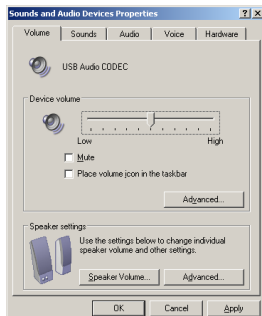 Sounds and Audio Devices Properties
Volume Sounds Audio Voice Hardware
USB Audio CODEC
Device volume
Low High
Mute
Place volume icon in the taskbar
Advanced...
Speaker settings
Use the settings below to change individual
speaker volume and other settings.
Speaker Volume... Advanced...
OK Cancel Apply